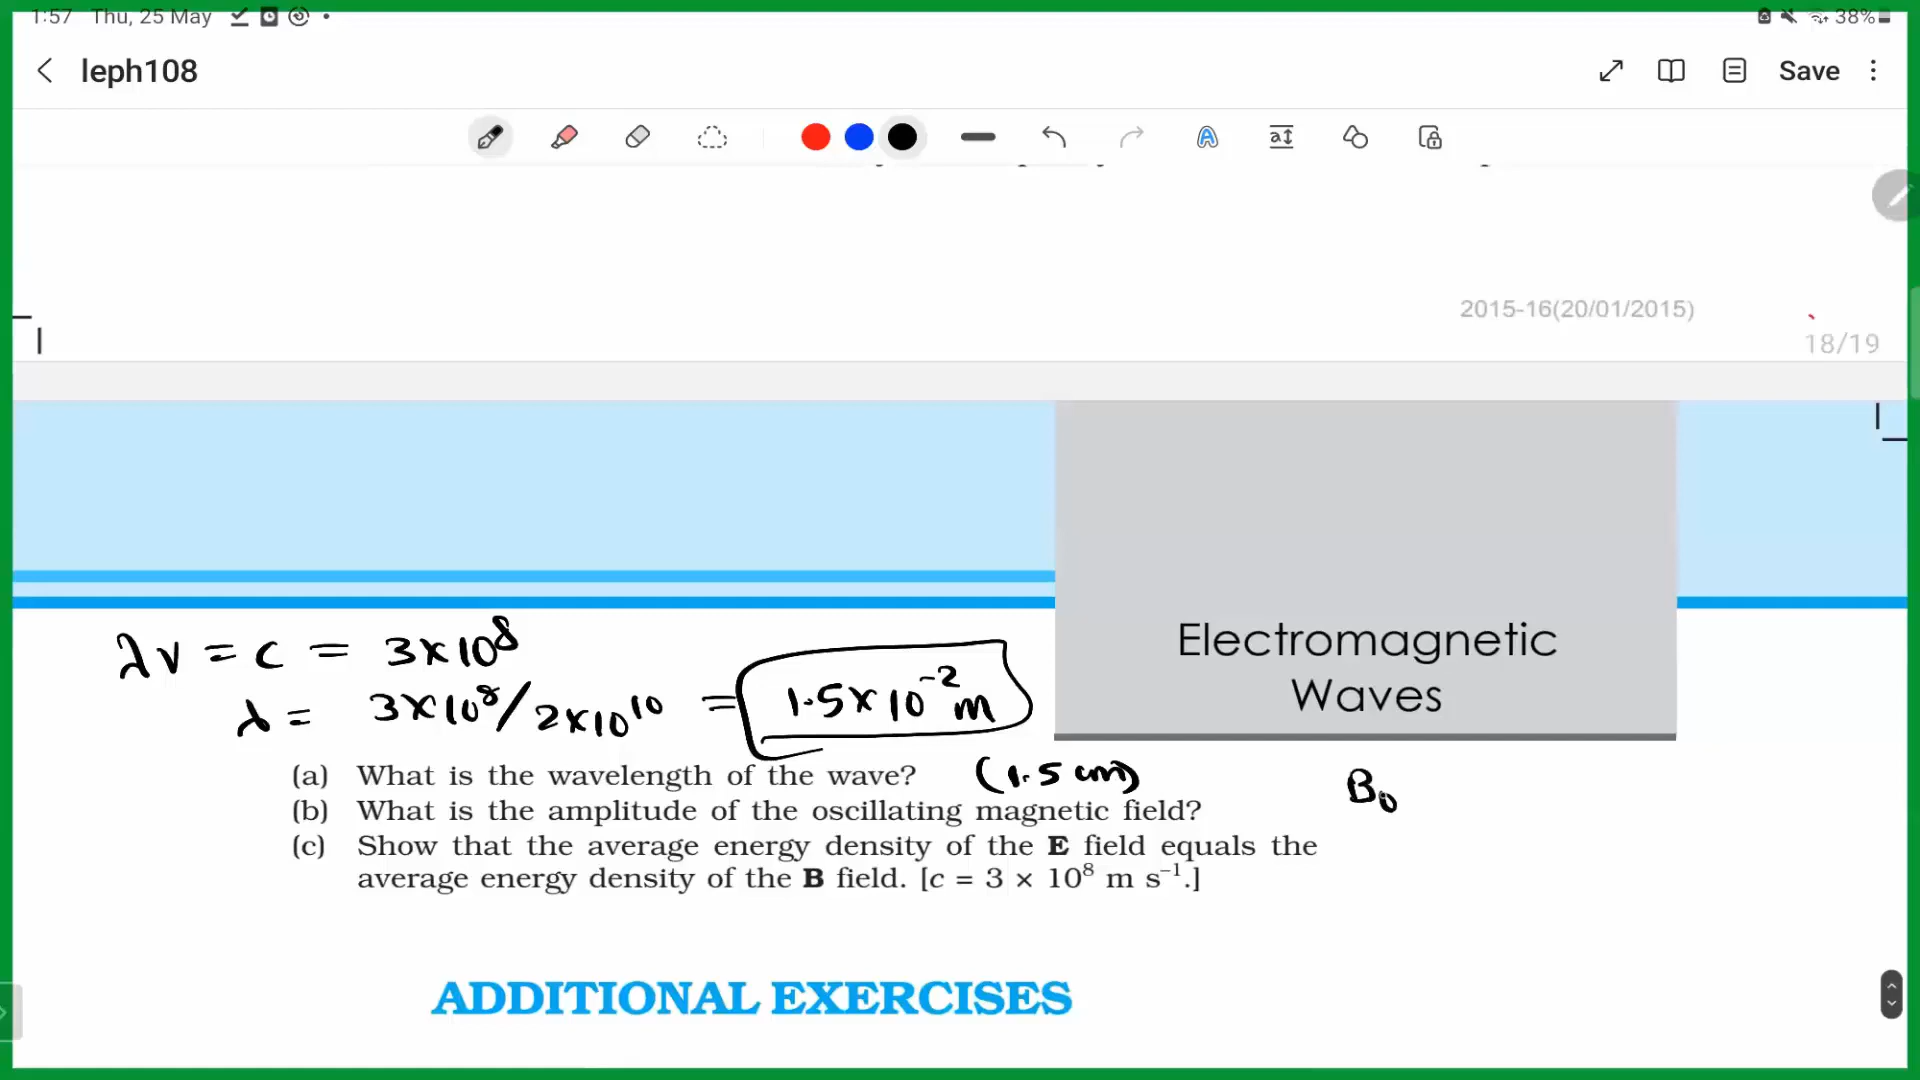 1:57 Thu, 25 May
38%
leph108
Save
2015-16(20/01/2015)
18/19
Electromagnetic
Waves
λν = c = 3×10⁸
λ = 3×10⁸/2×10¹⁰ = 1.5×10⁻² m
(a) What is the wavelength of the wave? (1.5 cm)
B₀
(b) What is the amplitude of the oscillating magnetic field?
(c) Show that the average energy density of the E field equals the
average energy density of the B field. [c = 3 × 10⁸ m s⁻¹.]
ADDITIONAL EXERCISES